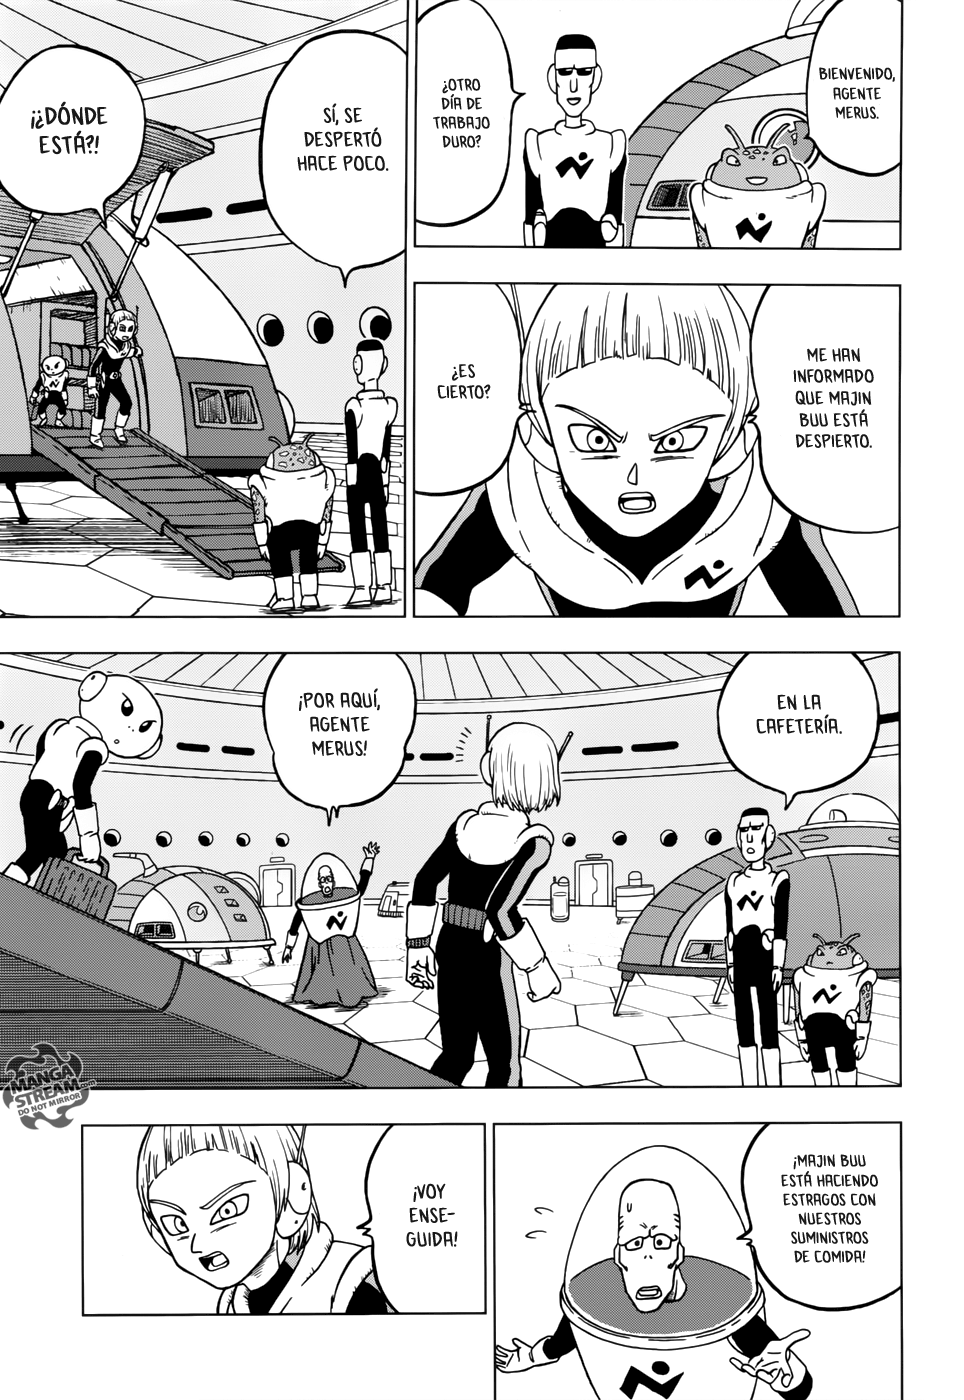 BIENVENIDO,
AGENTE
MERUS.
¿OTRO
DÍA DE
TRABAJO
DURO?
ME HAN
INFORMADO
QUE MAJIN
BUU ESTÁ
DESPIERTO.
¿ES
CIERTO?
SÍ, SE
DESPERTÓ
HACE POCO.
¡¿DÓNDE
ESTÁ?!
EN LA
CAFETERÍA.
¡POR AQUÍ,
AGENTE
MERUS!
MANGA
STREAM.com
DO NOT MIRROR
¡MAJIN BUU
ESTÁ HACIENDO
ESTRAGOS CON
NUESTROS
SUMINISTROS
DE COMIDA!
¡VOY
ENSE-
GUIDA!